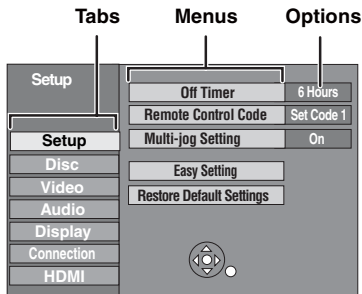 Tabs Menus Options
Setup
Off Timer 6 Hours
Remote Control Code Set Code 1
Setup Multi-jog Setting On
Disc
Easy Setting
Video
Restore Default Settings
Audio
Display
Connection
HDMI